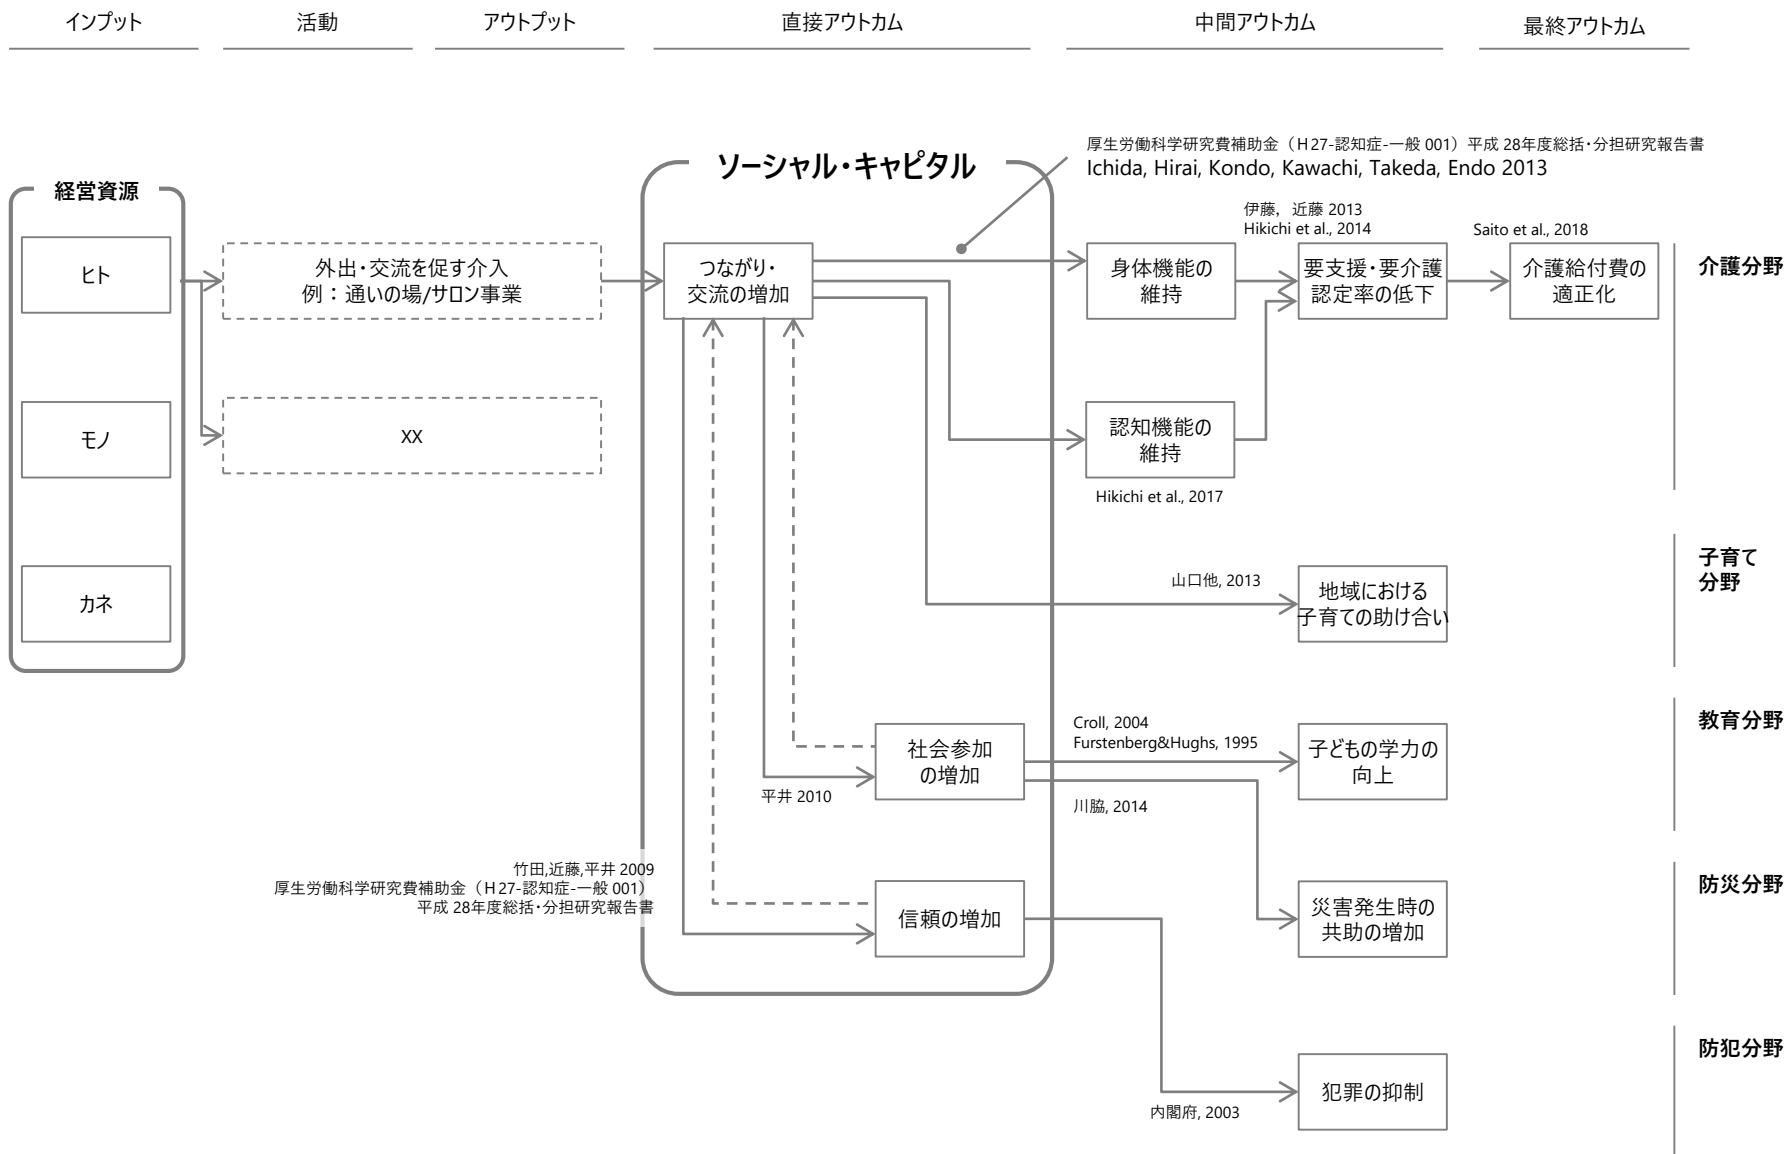 インプット
活動
アウトプット
直接アウトカム
中間アウトカム
最終アウトカム
経営資源
ヒト
モノ
カネ
外出・交流を促す介入
例：通いの場/サロン事業
XX
ソーシャル・キャピタル
つながり・
交流の増加
社会参加
の増加
平井 2010
信頼の増加
竹田,近藤,平井 2009
厚生労働科学研究費補助金（H27-認知症-一般 001）
平成 28年度総括・分担研究報告書
厚生労働科学研究費補助金（H27-認知症-一般 001）平成 28年度総括・分担研究報告書
Ichida, Hirai, Kondo, Kawachi, Takeda, Endo 2013
身体機能の
維持
伊藤，近藤 2013
Hikichi et al., 2014
要支援・要介護
認定率の低下
Saito et al., 2018
介護給付費の
適正化
介護分野
認知機能の
維持
Hikichi et al., 2017
山口他, 2013
地域における
子育ての助け合い
子育て
分野
Croll, 2004
Furstenberg&Hughs, 1995
子どもの学力の
向上
教育分野
川脇, 2014
災害発生時の
共助の増加
防災分野
内閣府, 2003
犯罪の抑制
防犯分野